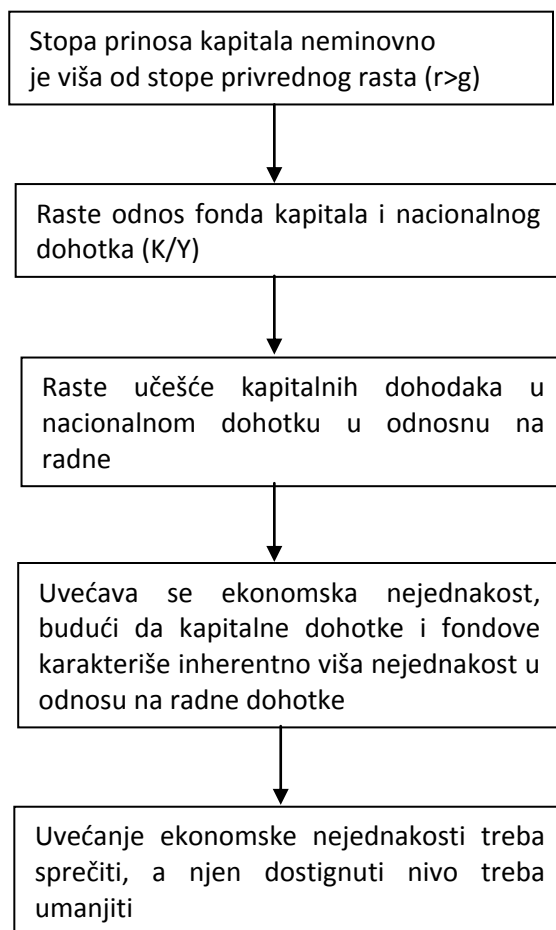 Stopa prinosa kapitala neminovno
je viša od stope privrednog rasta (r>g)
Raste odnos fonda kapitala i nacionalnog
dohotka (K/Y)
Raste učešće kapitalnih dohodaka u
nacionalnom dohotku u odnosnu na
radne
Uvećava se ekonomska nejednakost,
budući da kapitalne dohotke i fondove
karakteriše inherentno viša nejednakost u
odnosu na radne dohotke
Uvećanje ekonomske nejednakosti treba
sprečiti, a njen dostignuti nivo treba
umanjiti